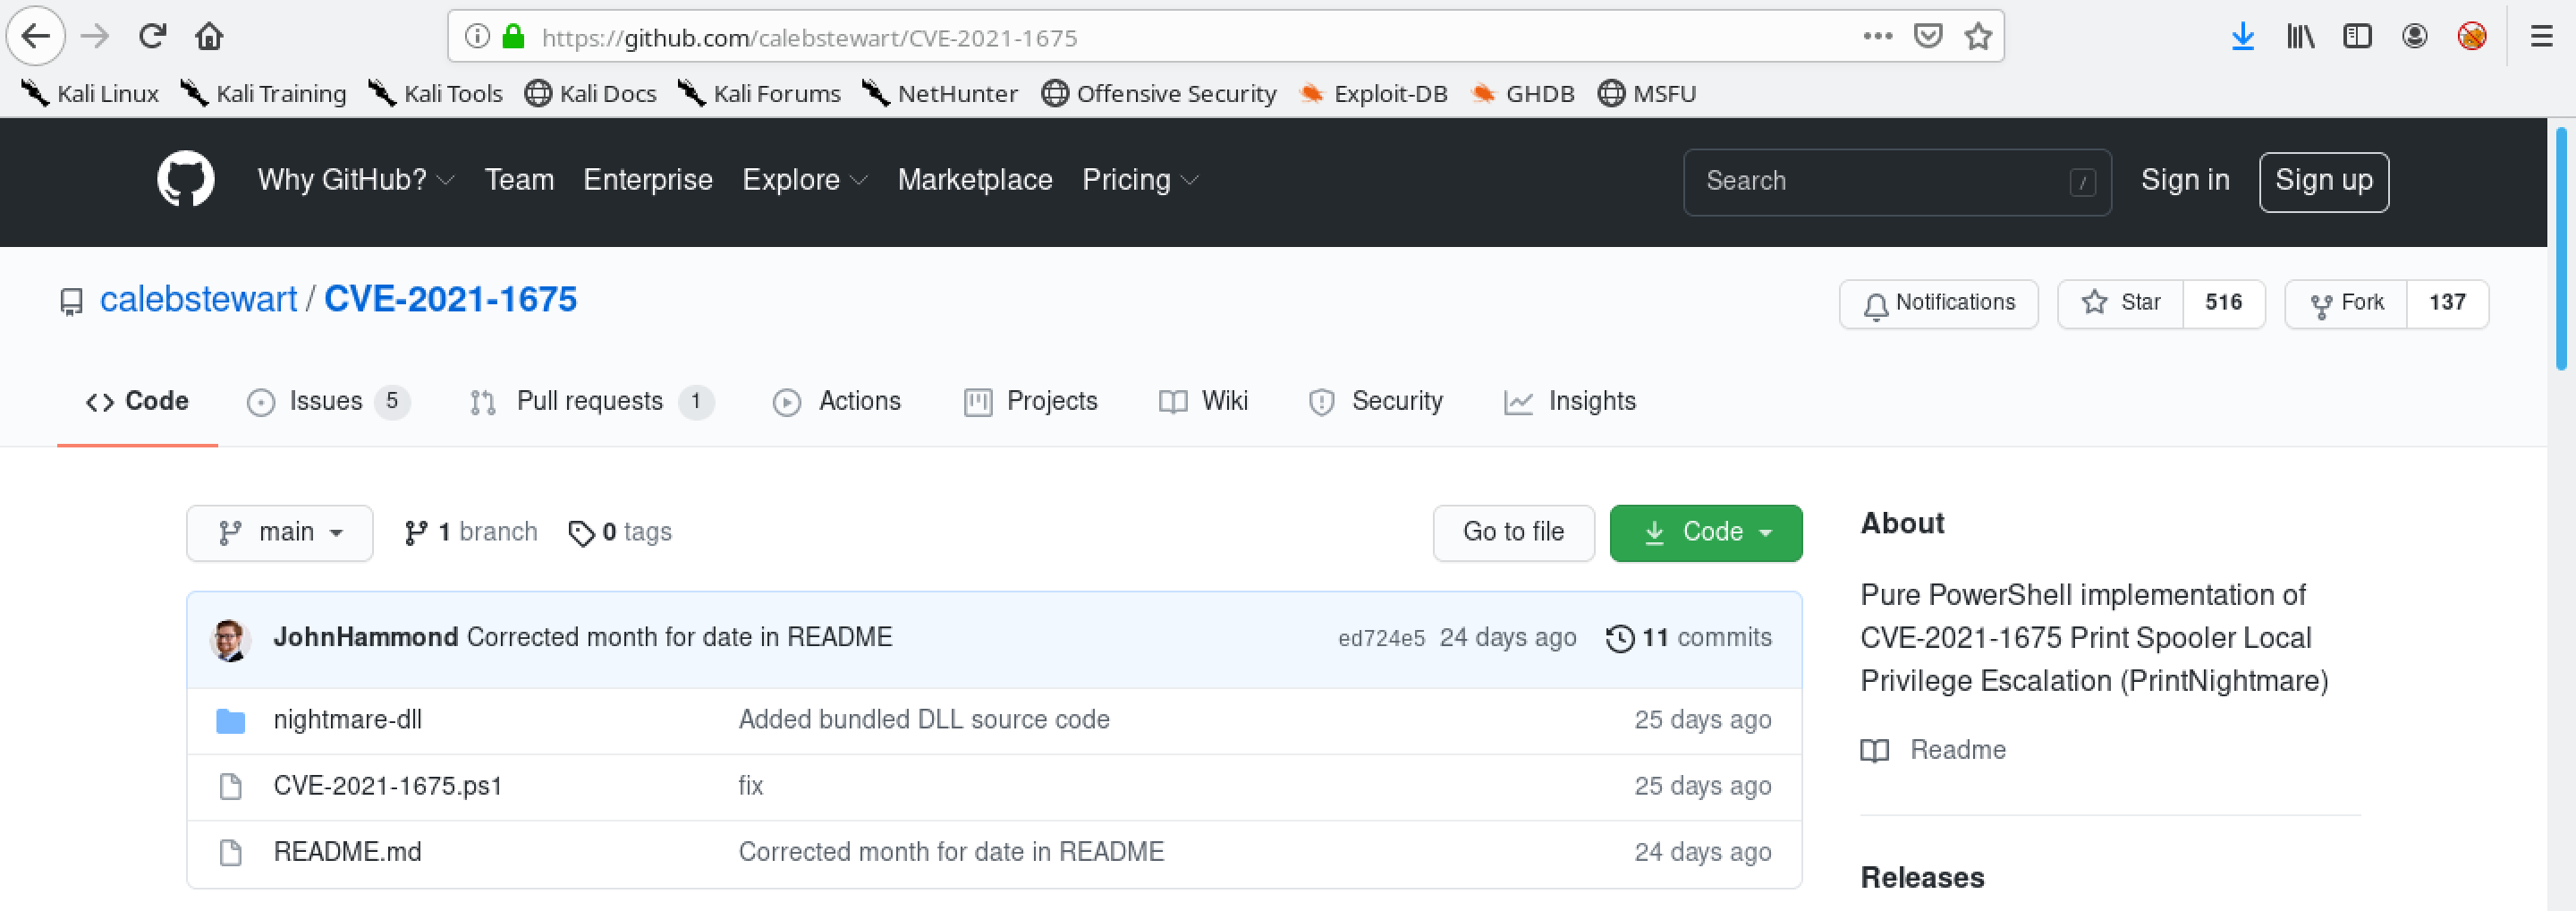 https://github.com/calebstewart/CVE-2021-1675
Kali Linux Kali Training Kali Tools Kali Docs Kali Forums NetHunter Offensive Security Exploit-DB GHDB MSFU
Why GitHub? Team Enterprise Explore Marketplace Pricing Search / Sign in Sign up
calebstewart / CVE-2021-1675 Notifications Star 516 Fork 137
Code Issues 5 Pull requests 1 Actions Projects Wiki Security Insights
main 1 branch 0 tags Go to file Code
JohnHammond Corrected month for date in README ed724e5 24 days ago 11 commits
nightmare-dll Added bundled DLL source code 25 days ago
CVE-2021-1675.ps1 fix 25 days ago
README.md Corrected month for date in README 24 days ago
About
Pure PowerShell implementation of
CVE-2021-1675 Print Spooler Local
Privilege Escalation (PrintNightmare)
Readme
Releases